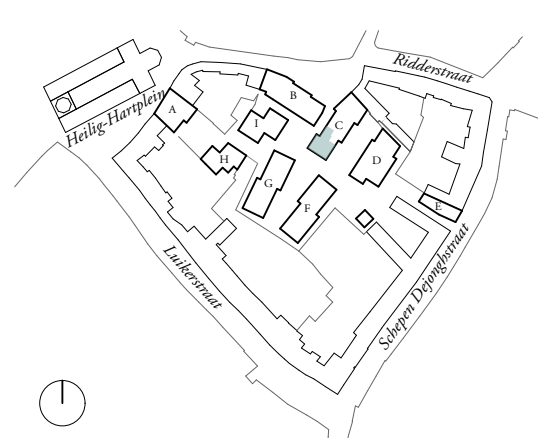 Ridderstraat
Heilig-Hartplein
A
B
C
I
H
D
G
F
E
Luikerstraat
Schepen Dejonghstraat